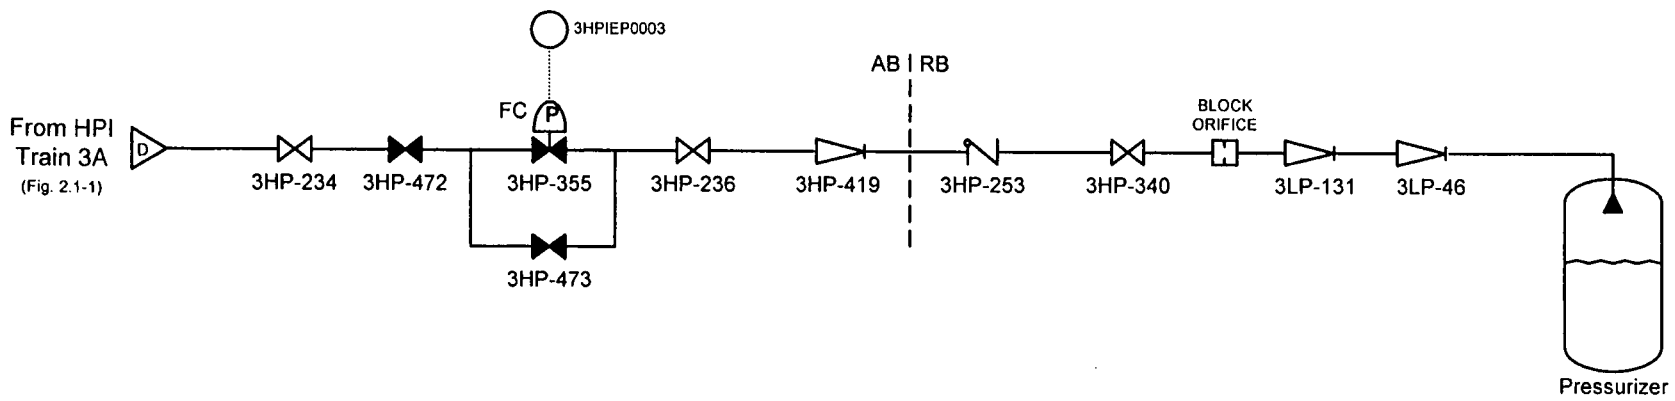 3HPIEP0003
AB | RB
FC
P
BLOCK
ORIFICE
From HPI
Train 3A
(Fig. 2.1-1)
D
3HP-234
3HP-472
3HP-355
3HP-236
3HP-419
3HP-253
3HP-340
3LP-131
3LP-46
3HP-473
Pressurizer